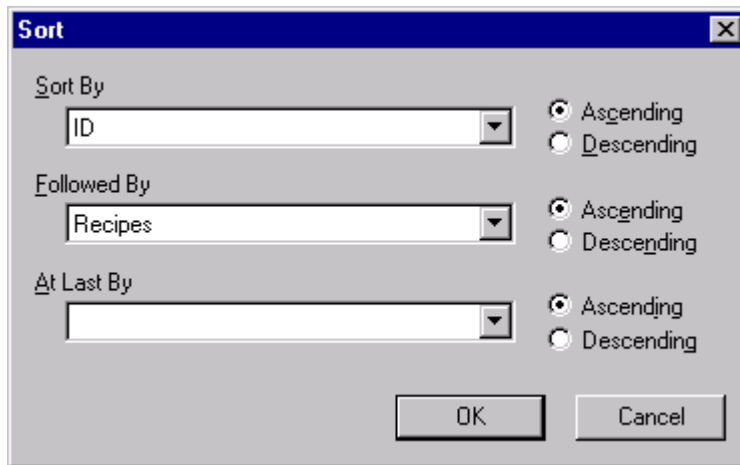 Sort
Sort By
ID
Ascending
Descending
Followed By
Recipes
Ascending
Descending
At Last By
Ascending
Descending
OK
Cancel